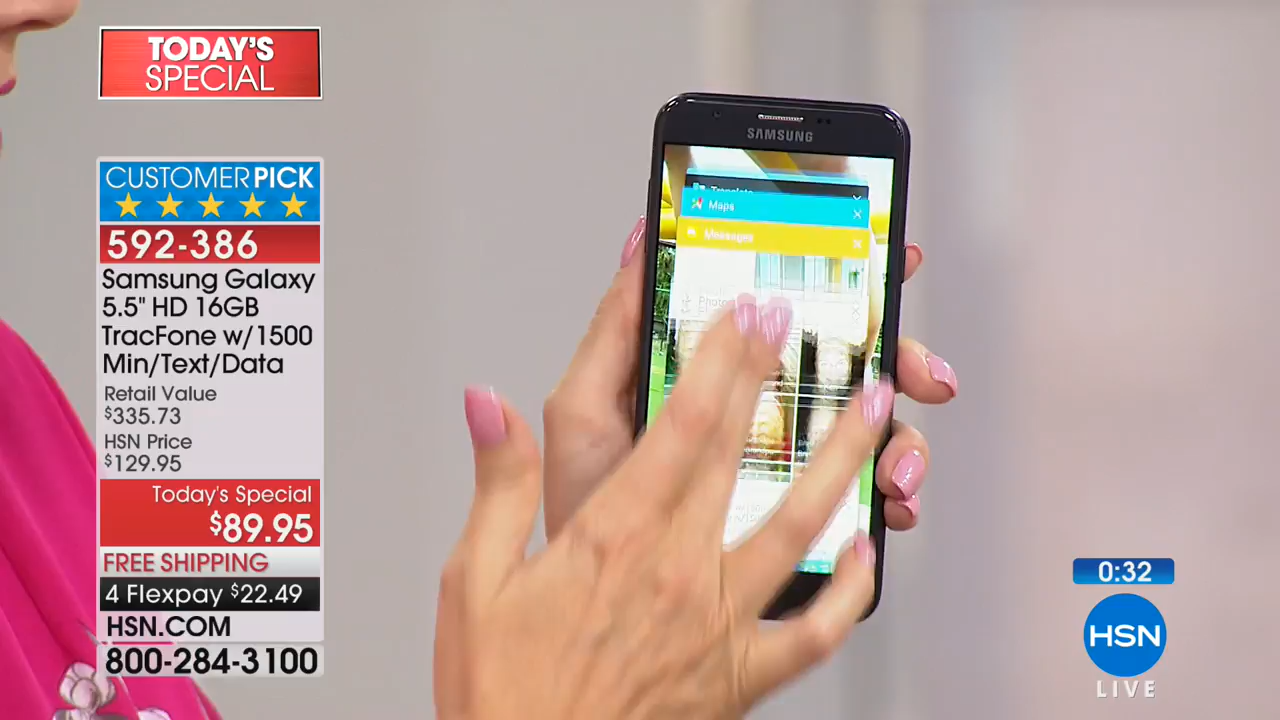 TODAY'S
SPECIAL
CUSTOMER PICK
592-386
Samsung Galaxy
5.5" HD 16GB
TracFone w/1500
Min/Text/Data
Retail Value
$335.73
HSN Price
$129.95
Today's Special
$89.95
FREE SHIPPING
4 Flexpay $22.49
HSN.COM
800-284-3100
SAMSUNG
Translate
Maps
Messages
0:32
HSN
LIVE